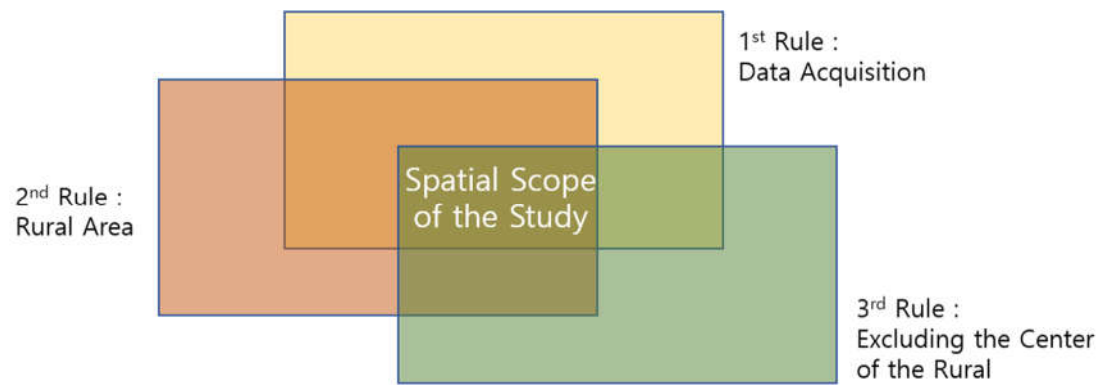 1st Rule :
Data Acquisition
Spatial Scope
of the Study
2nd Rule :
Rural Area
3rd Rule :
Excluding the Center
of the Rural